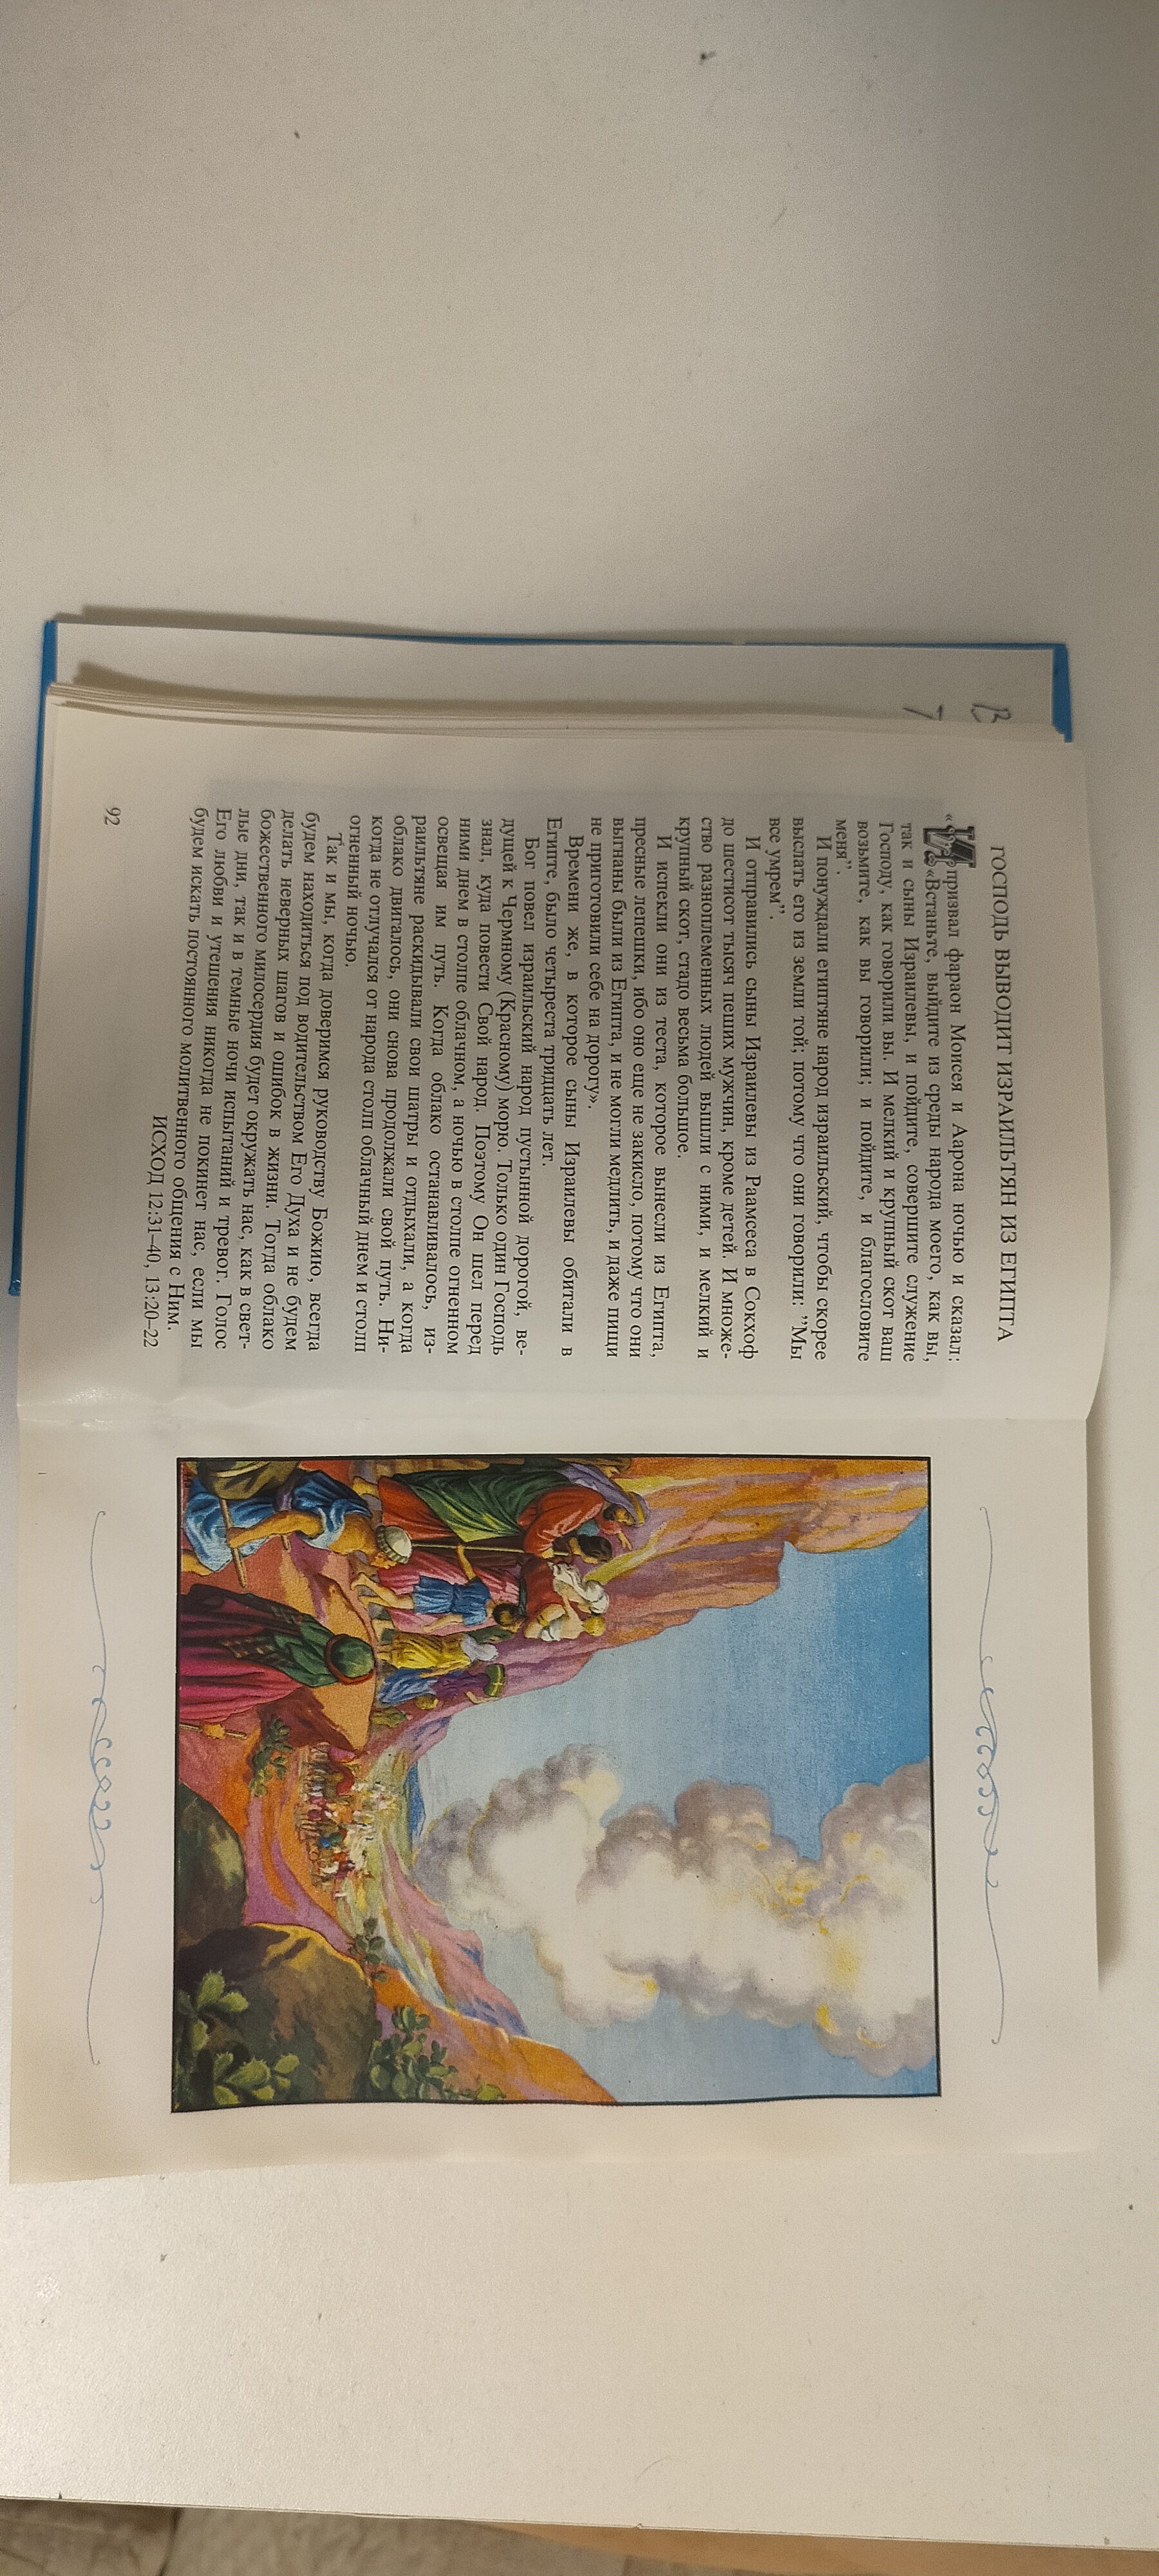 ГОСПОДЬ ВЫВОДИТ ИЗРАИЛЬТЯН ИЗ ЕГИПТА
«И призвал фараон Моисея и Аарона ночью и сказал:
«Встаньте, выйдите из среды народа моего, как вы,
так и сыны Израилевы, и пойдите, совершите служение
Господу, как говорили вы. И мелкий и крупный скот ваш
возьмите, как вы говорили; и пойдите, и благословите
меня”.
И понуждали египтяне народ израильский, чтобы скорее
выслать его из земли той; потому что они говорили: ”Мы
все умрем”.
И отправились сыны Израилевы из Раамсеса в Сокхоф
до шестисот тысяч пеших мужчин, кроме детей. И множе-
ство разноплеменных людей вышли с ними, и мелкий и
крупный скот, стадо весьма большое.
И испекли они из теста, которое вынесли из Египта,
пресные лепешки, ибо оно еще не закисло, потому что они
выгнаны были из Египта, и не могли медлить, и даже пищи
не приготовили себе на дорогу».
Времени же, в которое сыны Израилевы обитали в
Египте, было четыреста тридцать лет.
Бог повел израильский народ пустынной дорогой, ве-
дущей к Чермному (Красному) морю. Только один Господь
знал, куда повести Свой народ. Поэтому Он шел перед
ними днем в столпе облачном, а ночью в столпе огненном
освещая им путь. Когда облако останавливалось, из-
раильтяне раскидывали свои шатры и отдыхали, а когда
облако двигалось, они снова продолжали свой путь. Ни-
когда не отлучался от народа столп облачный днем и столп
огненный ночью.
Так и мы, когда доверимся руководству Божию, всегда
будем находиться под водительством Его Духа и не будем
делать неверных шагов и ошибок в жизни. Тогда облако
божественного милосердия будет окружать нас, как в свет-
лые дни, так и в темные ночи испытаний и тревог. Голос
Его любви и утешения никогда не покинет нас, если мы
будем искать постоянного молитвенного общения с Ним.
ИСХОД 12:31–40, 13:20–22
92